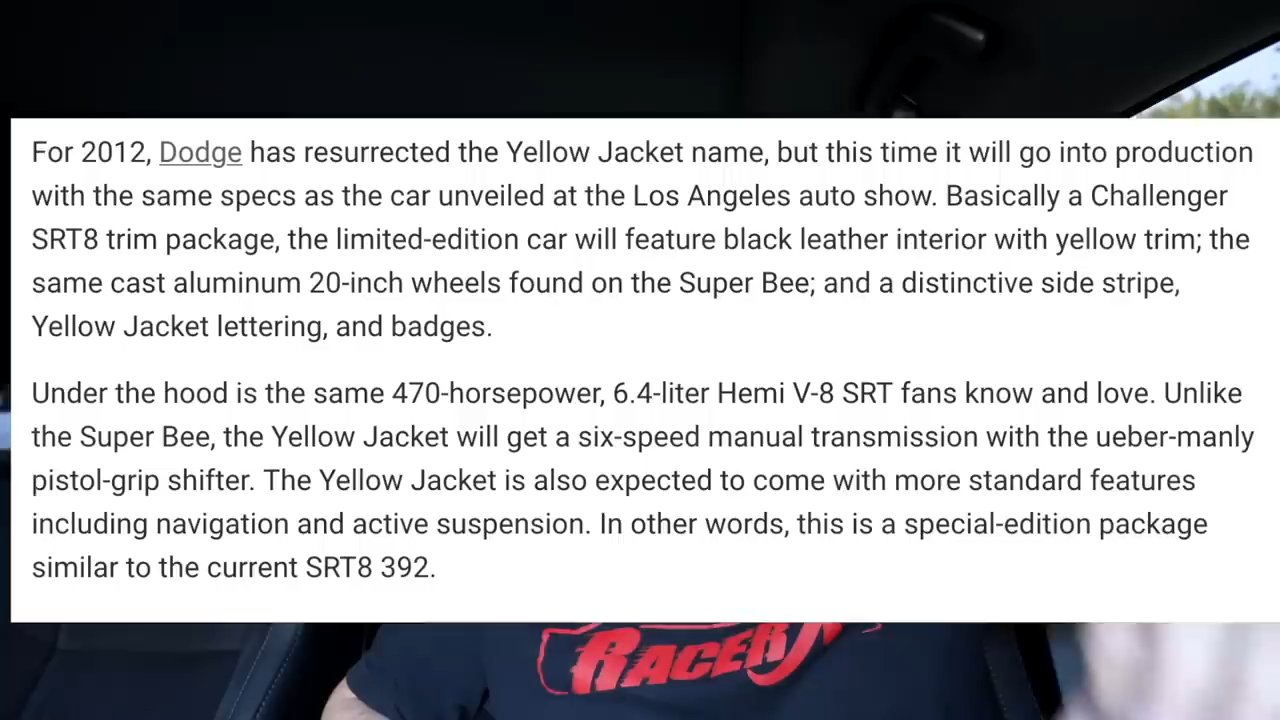 For 2012, Dodge has resurrected the Yellow Jacket name, but this time it will go into production
with the same specs as the car unveiled at the Los Angeles auto show. Basically a Challenger
SRT8 trim package, the limited-edition car will feature black leather interior with yellow trim; the
same cast aluminum 20-inch wheels found on the Super Bee; and a distinctive side stripe,
Yellow Jacket lettering, and badges.
Under the hood is the same 470-horsepower, 6.4-liter Hemi V-8 SRT fans know and love. Unlike
the Super Bee, the Yellow Jacket will get a six-speed manual transmission with the ueber-manly
pistol-grip shifter. The Yellow Jacket is also expected to come with more standard features
including navigation and active suspension. In other words, this is a special-edition package
similar to the current SRT8 392.